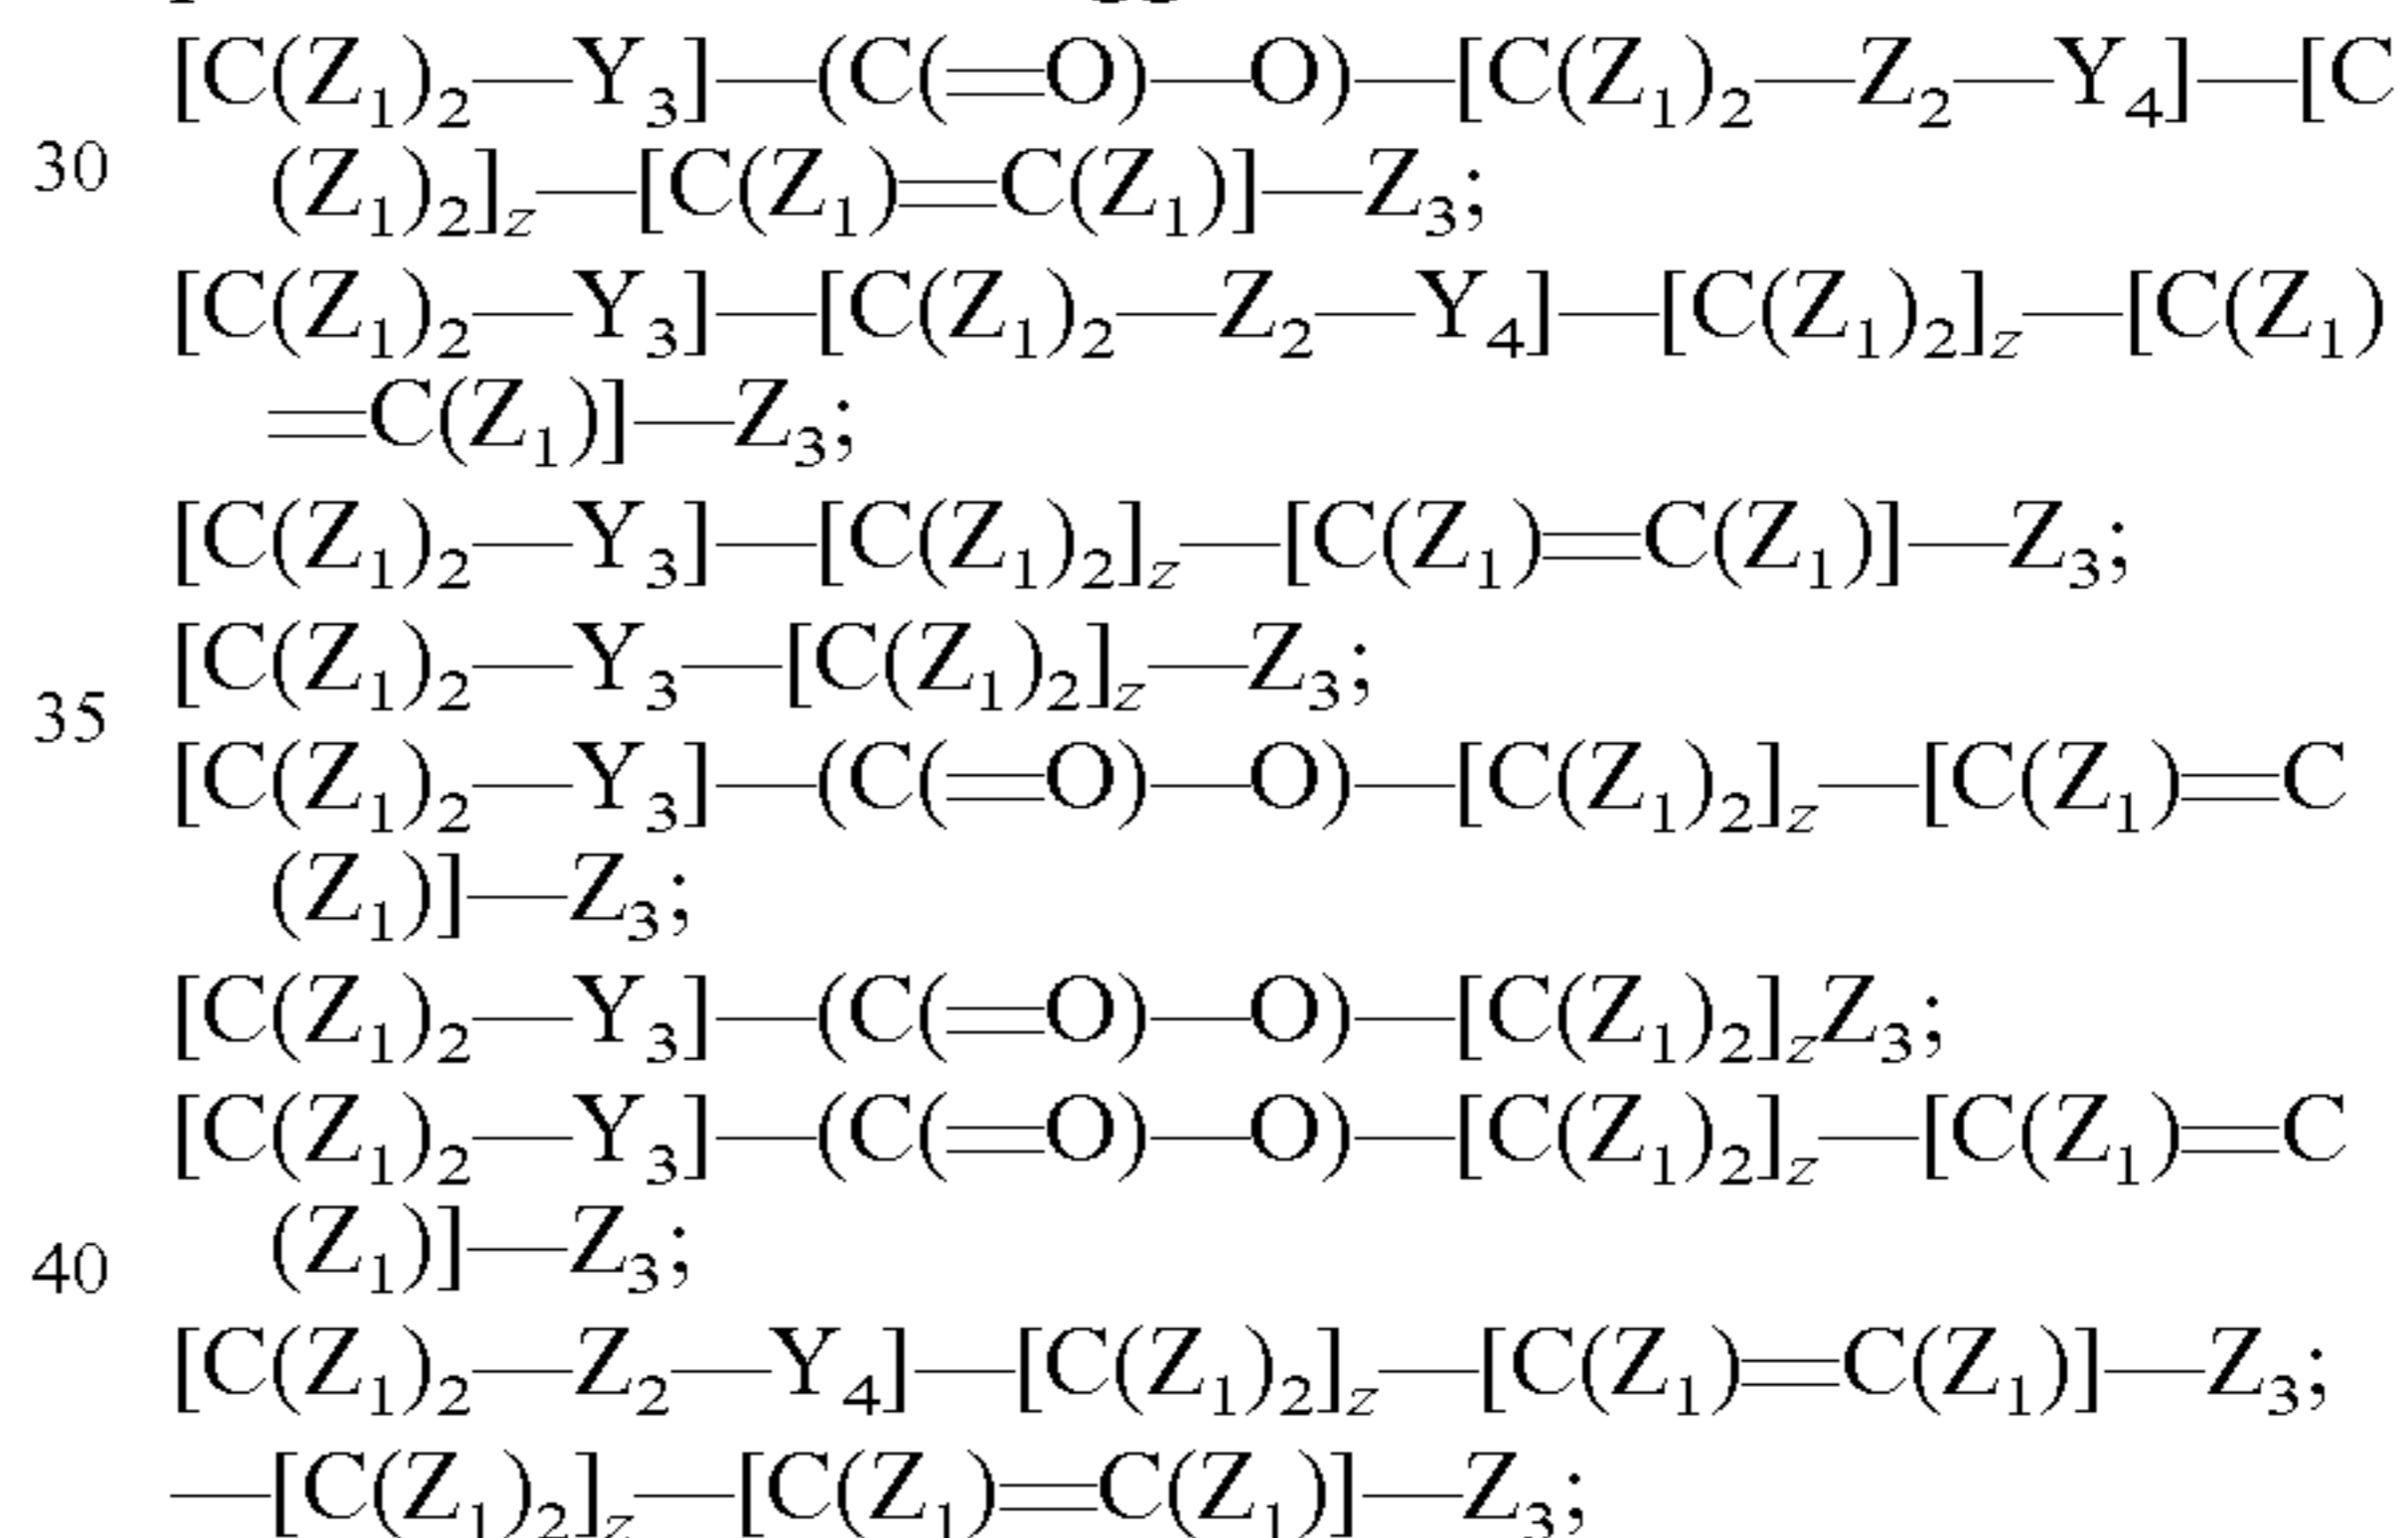 [C(Z₁)₂—Y₃]—(C(═O)—O)—[C(Z₁)₂—Z₂—Y₄]—[C
30 (Z₁)₂]z—[C(Z₁)═C(Z₁)]—Z₃;
[C(Z₁)₂—Y₃]—[C(Z₁)₂—Z₂—Y₄]—[C(Z₁)₂]z—[C(Z₁)
═C(Z₁)]—Z₃;
[C(Z₁)₂—Y₃]—[C(Z₁)₂]z—[C(Z₁)═C(Z₁)]—Z₃;
[C(Z₁)₂—Y₃—[C(Z₁)₂]z—Z₃;
35
[C(Z₁)₂—Y₃]—(C(═O)—O)—[C(Z₁)₂]z—[C(Z₁)═C
(Z₁)]—Z₃;
[C(Z₁)₂—Y₃]—(C(═O)—O)—[C(Z₁)₂]zZ₃;
[C(Z₁)₂—Y₃]—(C(═O)—O)—[C(Z₁)₂]z—[C(Z₁)═C
40 (Z₁)]—Z₃;
[C(Z₁)₂—Z₂—Y₄]—[C(Z₁)₂]z—[C(Z₁)═C(Z₁)]—Z₃;
—[C(Z₁)₂]z—[C(Z₁)═C(Z₁)]—Z₃;